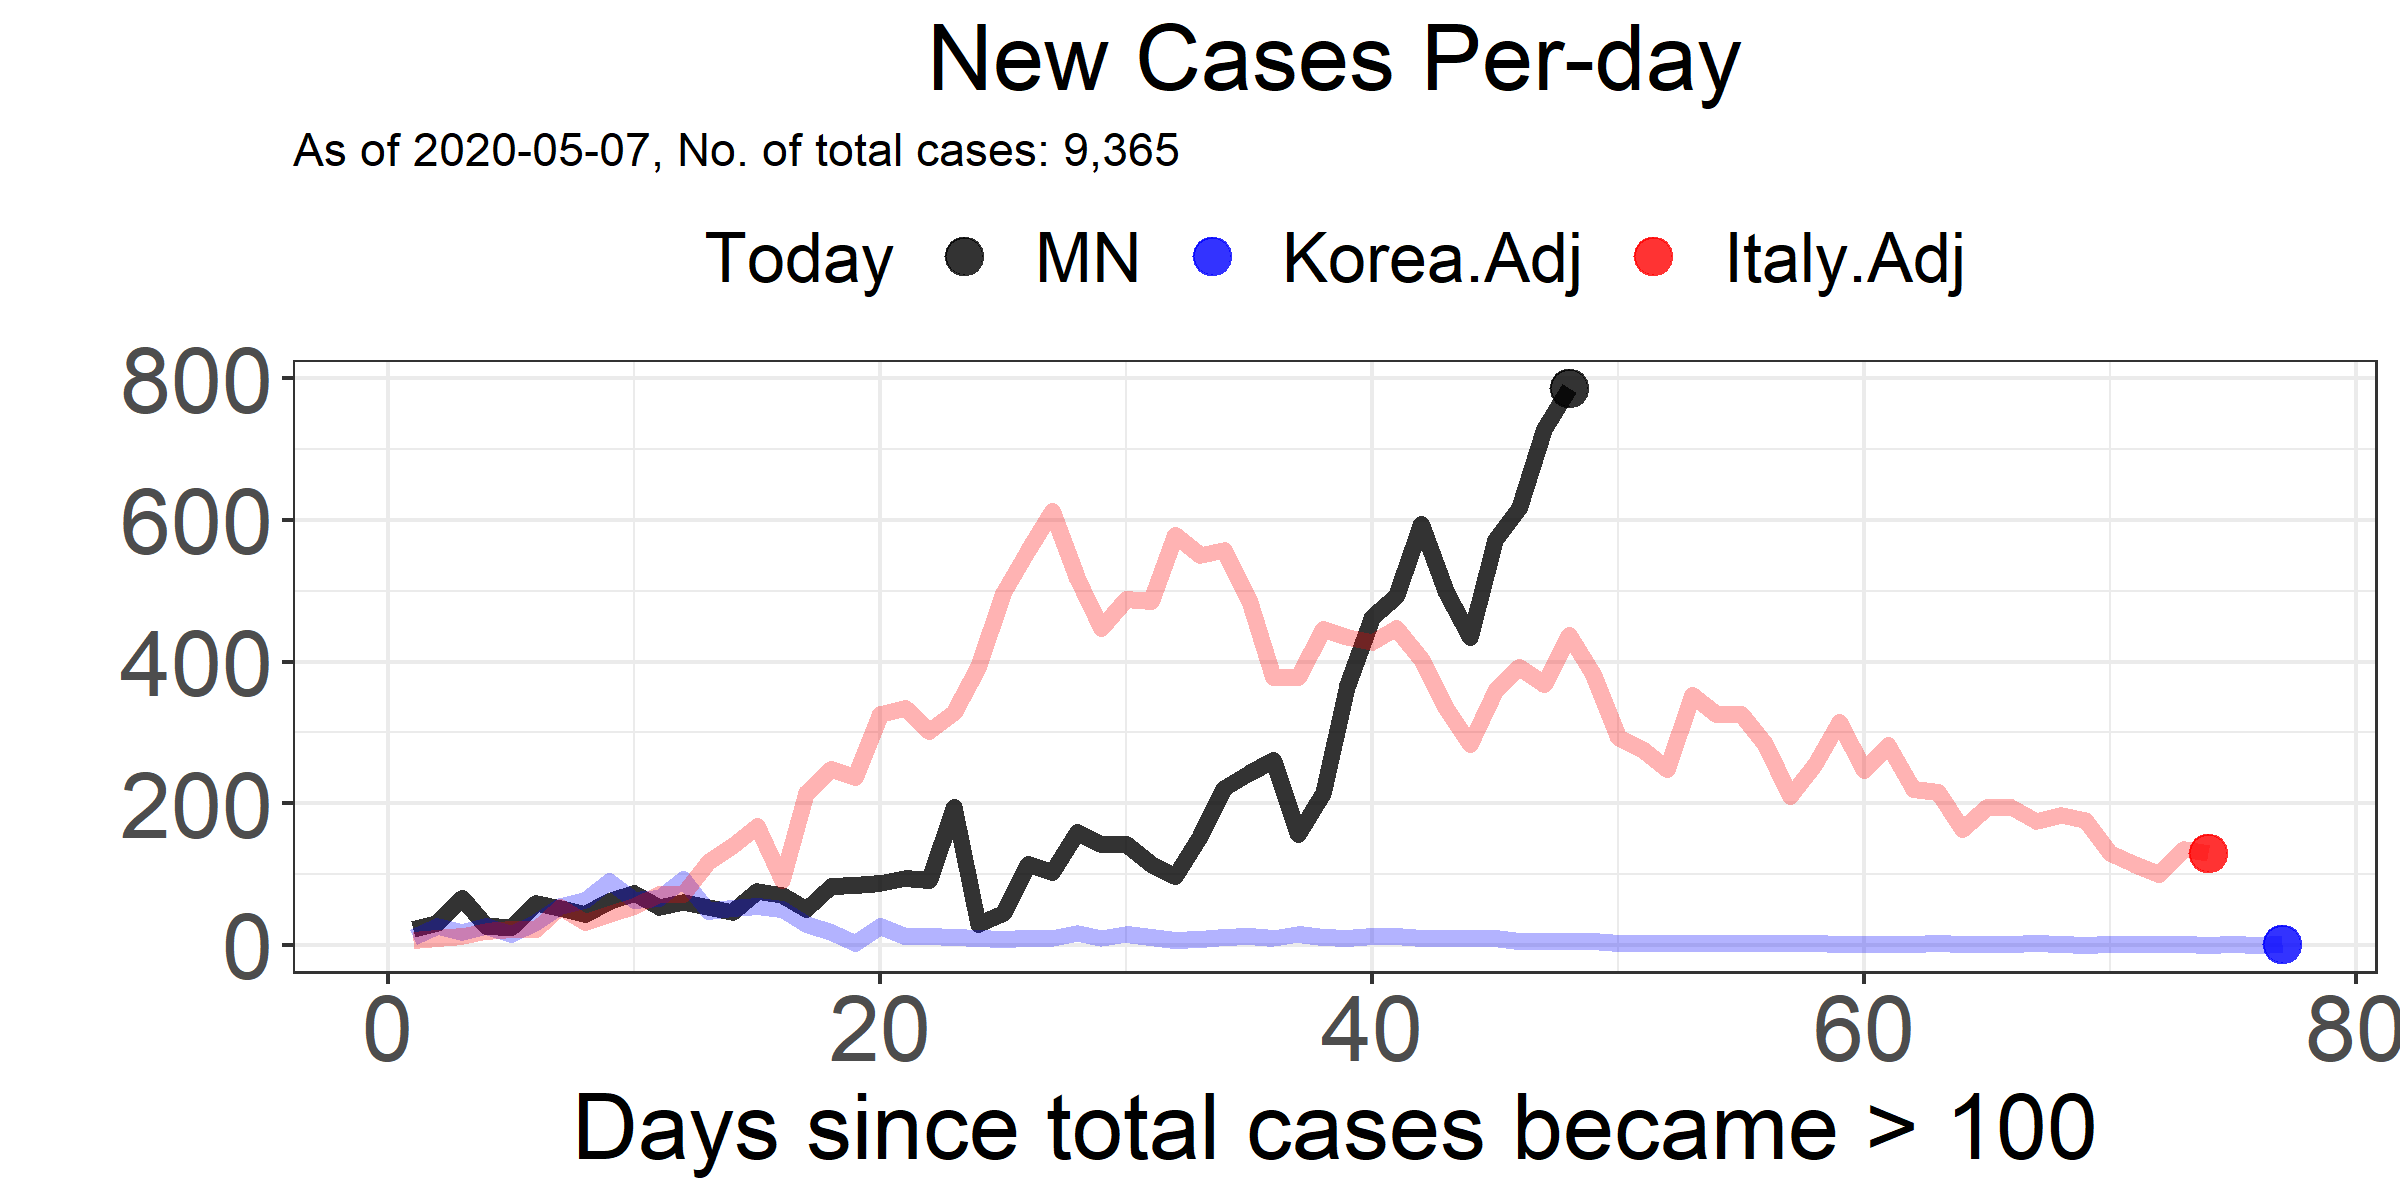 New Cases Per-day
As of 2020-05-07, No. of total cases: 9,365
Today MN Korea.Adj Italy.Adj
800
600
400
200
0
0 20 40 60 80
Days since total cases became > 100